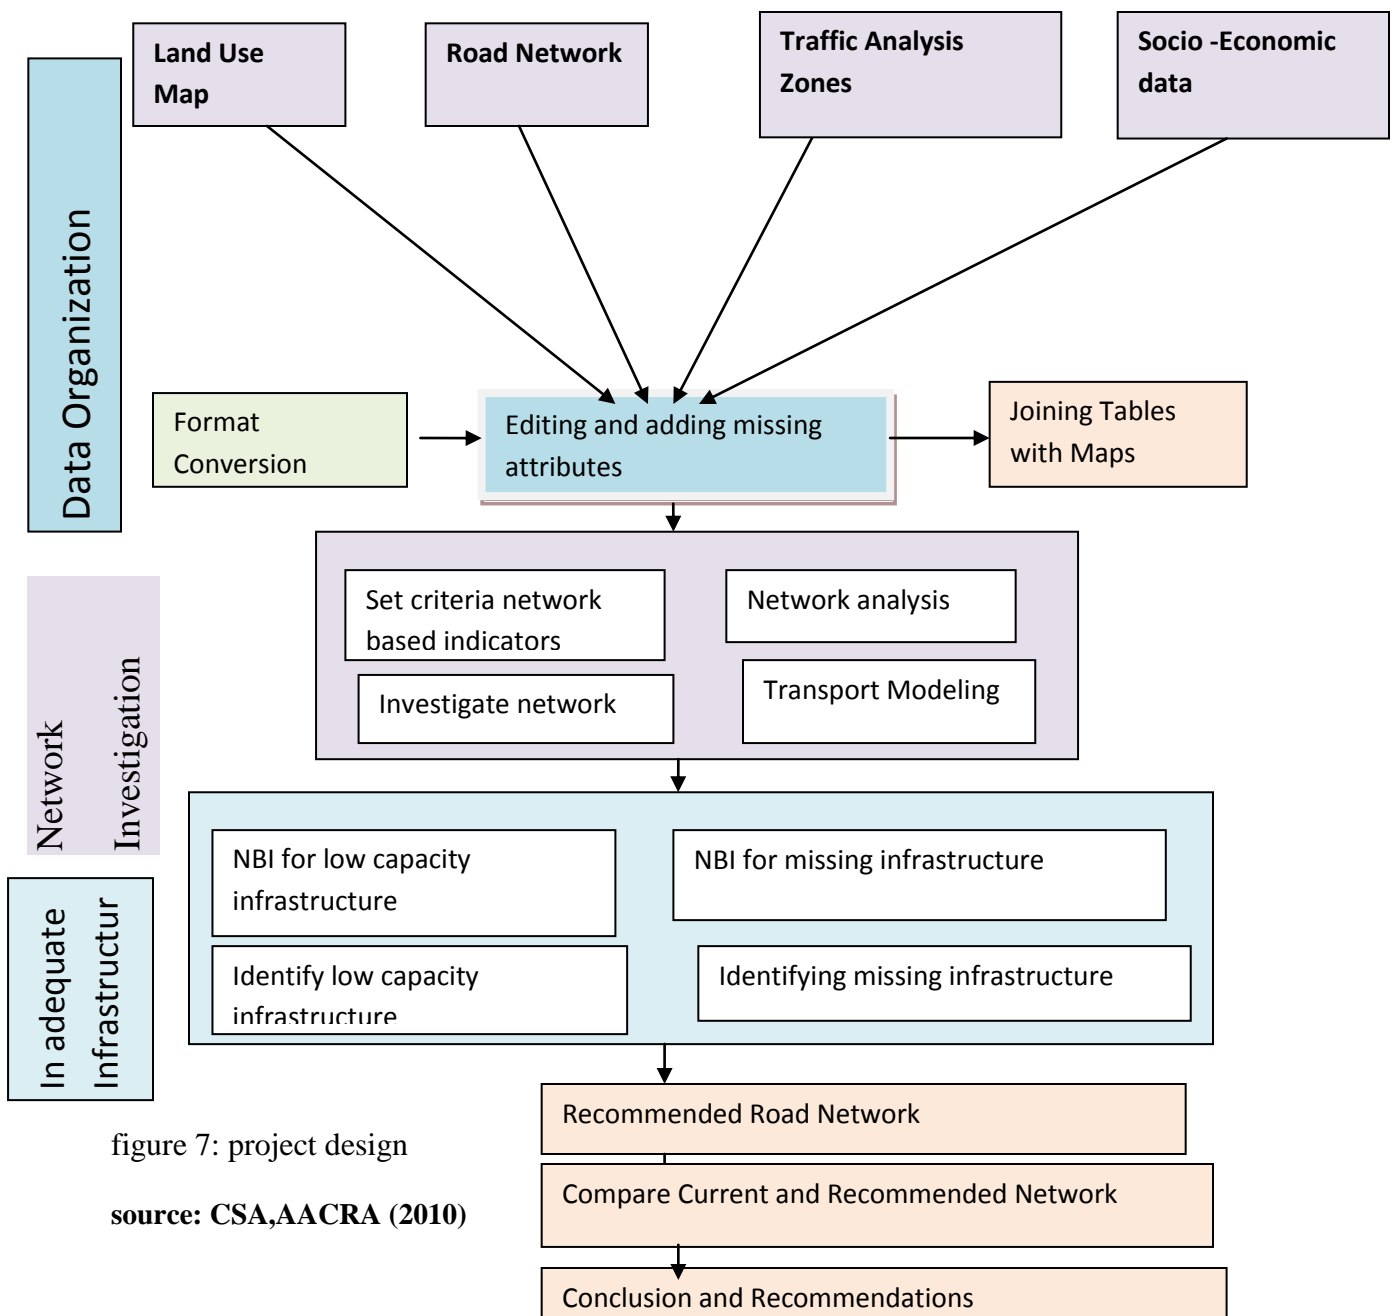 Land Use
Map
Road Network
Traffic Analysis
Zones
Socio -Economic
data
Data Organization
Format
Conversion
Editing and adding missing
attributes
Joining Tables
with Maps
Network
Investigation
Set criteria network
based indicators
Network analysis
Investigate network
Transport Modeling
In adequate
Infrastructur
NBI for low capacity
infrastructure
NBI for missing infrastructure
Identify low capacity
infrastructure
Identifying missing infrastructure
Recommended Road Network
Compare Current and Recommended Network
Conclusion and Recommendations
figure 7: project design
source: CSA,AACRA (2010)